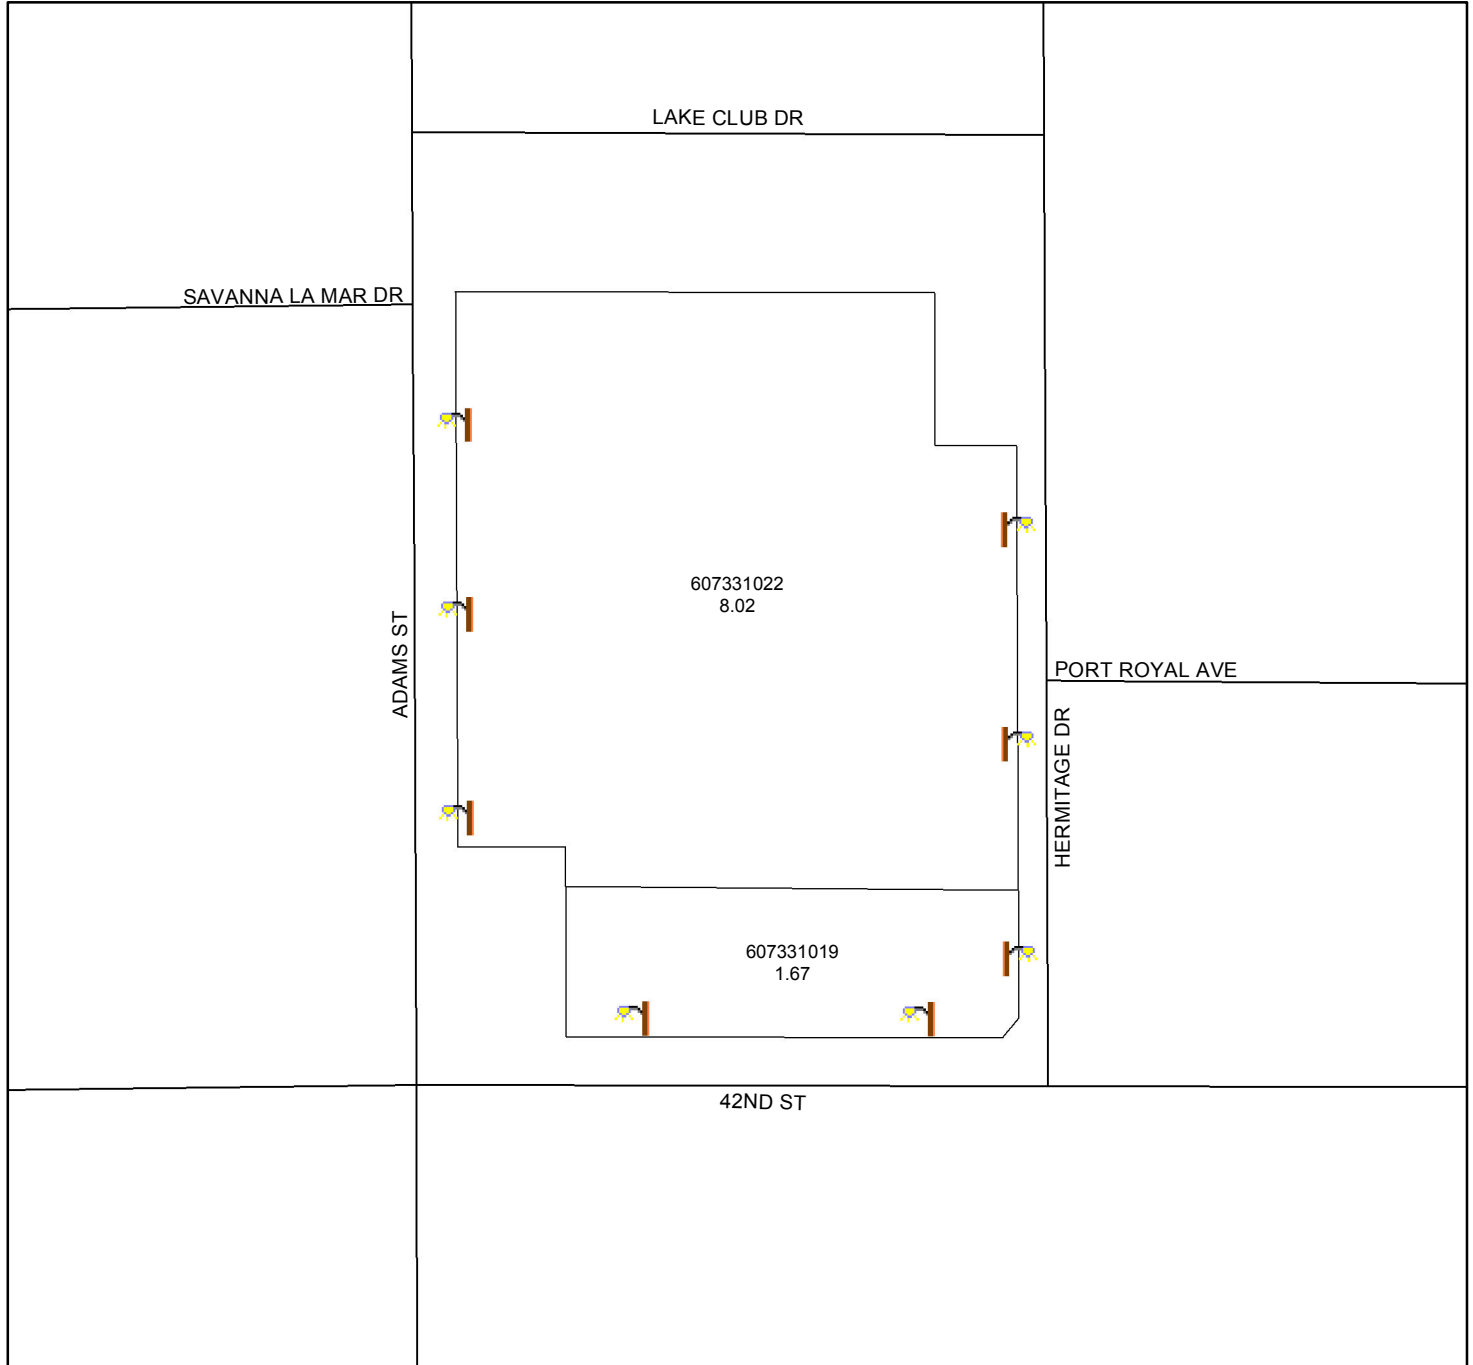 LAKE CLUB DR
SAVANNA LA MAR DR
607331022
8.02
ADAMS ST
PORT ROYAL AVE
HERMITAGE DR
607331019
1.67
42ND ST